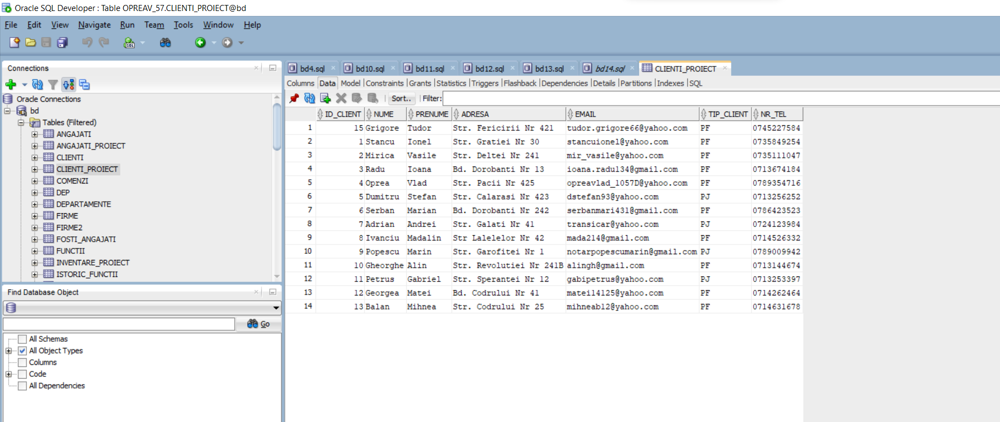 Oracle SQL Developer : Table OPREAV_57.CLIENTI_PROIECT@bd
File Edit View Navigate Run Team Tools Window Help
Connections
Oracle Connections
bd
Tables (Filtered)
ANGAJATI
ANGAJATI_PROIECT
CLIENTI
CLIENTI_PROIECT
COMENZI
DEP
DEPARTAMENTE
FIRME
FIRME2
FOSTI_ANGAJATI
FUNCTII
INVENTARE_PROIECT
ISTORIC_FUNCTII
Find Database Object
Go
All Schemas
All Object Types
Columns
Code
All Dependencies
bd4.sql bd10.sql bd11.sql bd12.sql bd13.sql bd14.sql CLIENTI_PROIECT
Columns Data Model Constraints Grants Statistics Triggers Flashback Dependencies Details Partitions Indexes SQL
Sort.. Filter:
ID_CLIENT NUME PRENUME ADRESA EMAIL TIP_CLIENT NR_TEL
1 15 Grigore Tudor Str. Fericirii Nr 421 tudor.grigore66@yahoo.com PF 0745227584
2 1 Stancu Ionel Str. Gratiei Nr 30 stancuionel@yahoo.com PF 0735849254
3 2 Mirica Vasile Str. Deltei Nr 241 mir_vasile@yahoo.com PF 0735111047
4 3 Radu Ioana Bd. Dorobanti Nr 13 ioana.radu134@gmail.com PF 0713674184
5 4 Oprea Vlad Str. Pacii Nr 425 opreavlad_1057D@yahoo.com PF 0789354716
6 5 Dumitru Stefan Str. Calarasi Nr 423 dstefan93@yahoo.com PJ 0713256252
7 6 Serban Marian Bd. Dorobanti Nr 242 serbanmari431@gmail.com PF 0786423523
8 7 Adrian Andrei Str. Galati Nr 41 transicar@yahoo.com PJ 0724123984
9 8 Ivanciu Madalin Str Lalelelor Nr 42 mada214@gmail.com PF 0714526332
10 9 Popescu Marin Str. Garofitei Nr 1 notarpopescumarin@gmail.com PJ 0789009942
11 10 Gheorghe Alin Str. Revolutiei Nr 241B alingh@gmail.com PF 0713144674
12 11 Petrus Gabriel Str. Sperantei Nr 12 gabipetrus@yahoo.com PJ 0713253397
13 12 Georgea Matei Bd. Codrului Nr 41 matei14125@yahoo.com PF 0714262464
14 13 Balan Mihnea Str. Codrului Nr 25 mihneab12@yahoo.com PF 0714631678